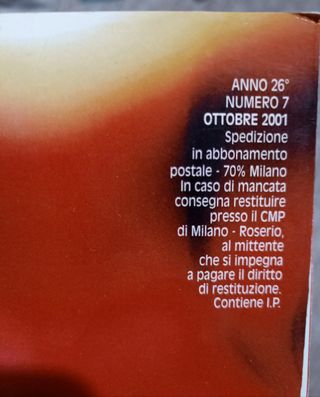 ANNO 26°
NUMERO 7
OTTOBRE 2001
Spedizione
in abbonamento
postale - 70% Milano
In caso di mancata
consegna restituire
presso il CMP
di Milano - Roserio,
al mittente
che si impegna
a pagare il diritto
di restituzione.
Contiene I.P.